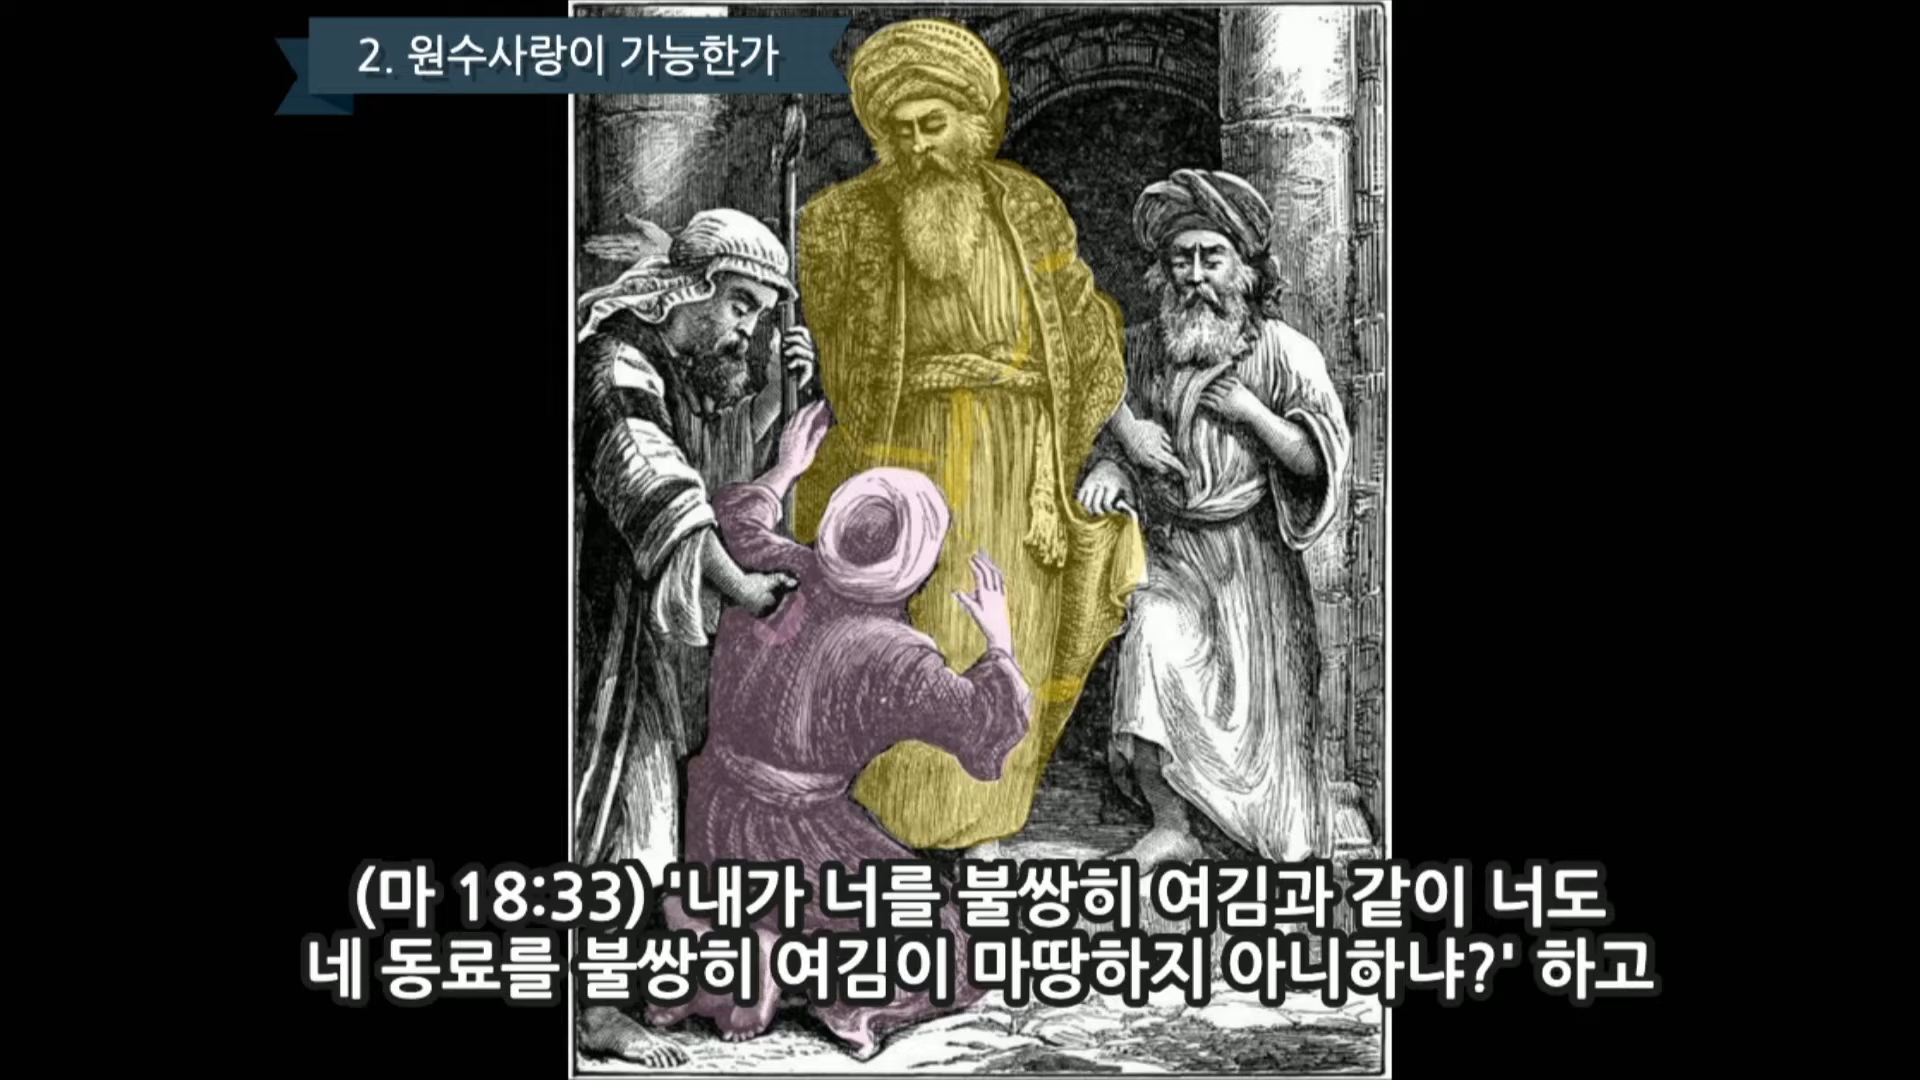 2. 원수사랑이 가능한가
(마 18:33) '내가 너를 불쌍히 여김과 같이 너도
네 동료를 불쌍히 여김이 마땅하지 아니하냐?' 하고